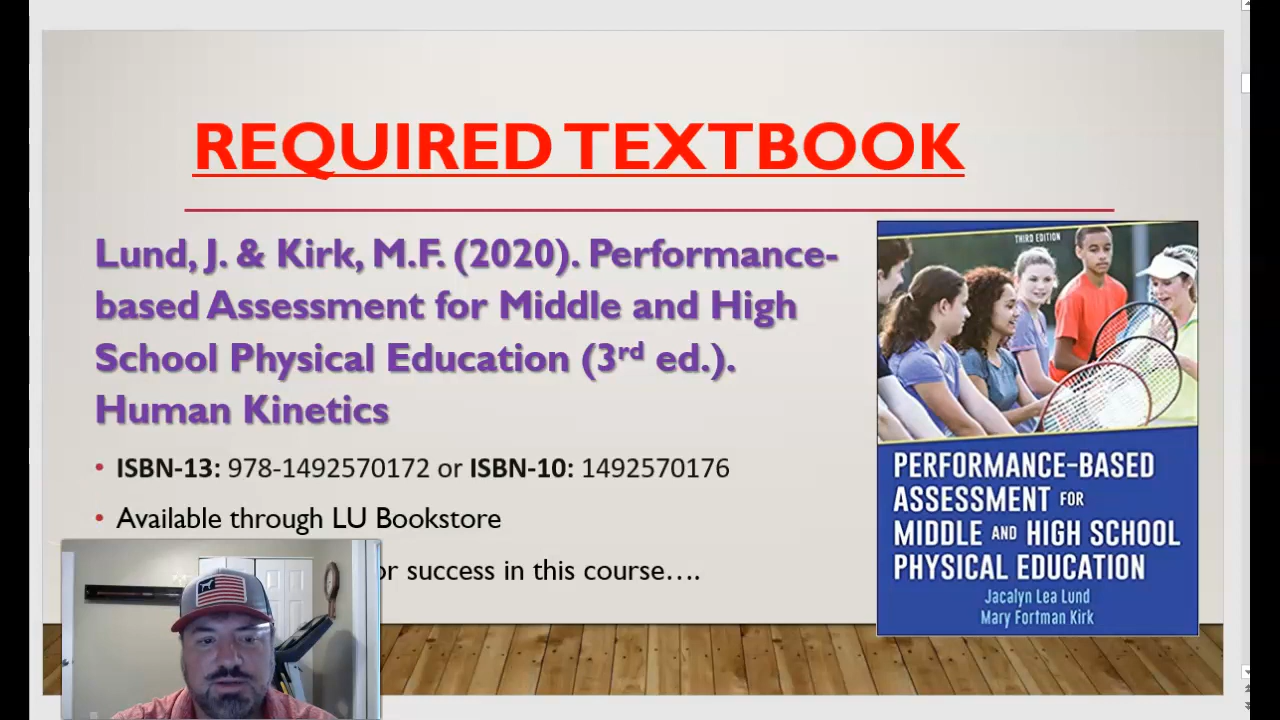 REQUIRED TEXTBOOK
Lund, J. & Kirk, M.F. (2020). Performance-
based Assessment for Middle and High
School Physical Education (3rd ed.).
Human Kinetics
• ISBN-13: 978-1492570172 or ISBN-10: 1492570176
• Available through LU Bookstore
or success in this course….
THIRD EDITION
PERFORMANCE-BASED
ASSESSMENT FOR
MIDDLE AND HIGH SCHOOL
PHYSICAL EDUCATION
Jacalyn Lea Lund
Mary Fortman Kirk